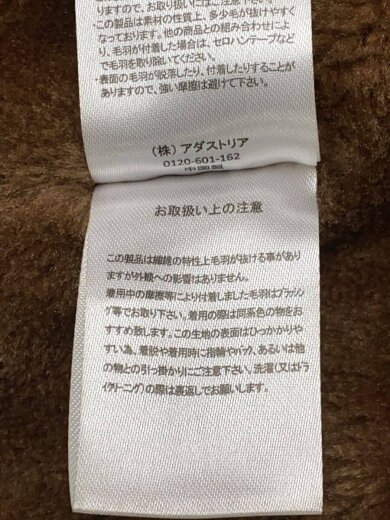 りますので、お取り扱いにはご注意下さい。
・この製品は素材の性質上、多少毛が抜けやすく
なっております。他の商品との組み合わせによ
り、毛羽が付着した場合は、セロハンテープなど
で毛羽を取り除いてください。
・表面の毛羽が脱落したり、付着したりすることが
ありますので、強い摩擦は避けて下さい。
(株)アダストリア
0120-601-162
中国製
お取扱い上の注意
この製品は繊維の特性上毛羽が抜ける事があり
ますが外観への影響はありません。
着用中の摩擦等により付着しました毛羽はブラッシン
グ等でお取り下さい。着用の際は同系色の物をお
すすめ致します。この生地の表面はひっかかりや
すい為、着脱や着用時に指輪やバック、あるいは他
の物との引っ掛かりにご注意下さい。洗濯(又はドラ
イクリーニング)の際は裏返しでお願いします。